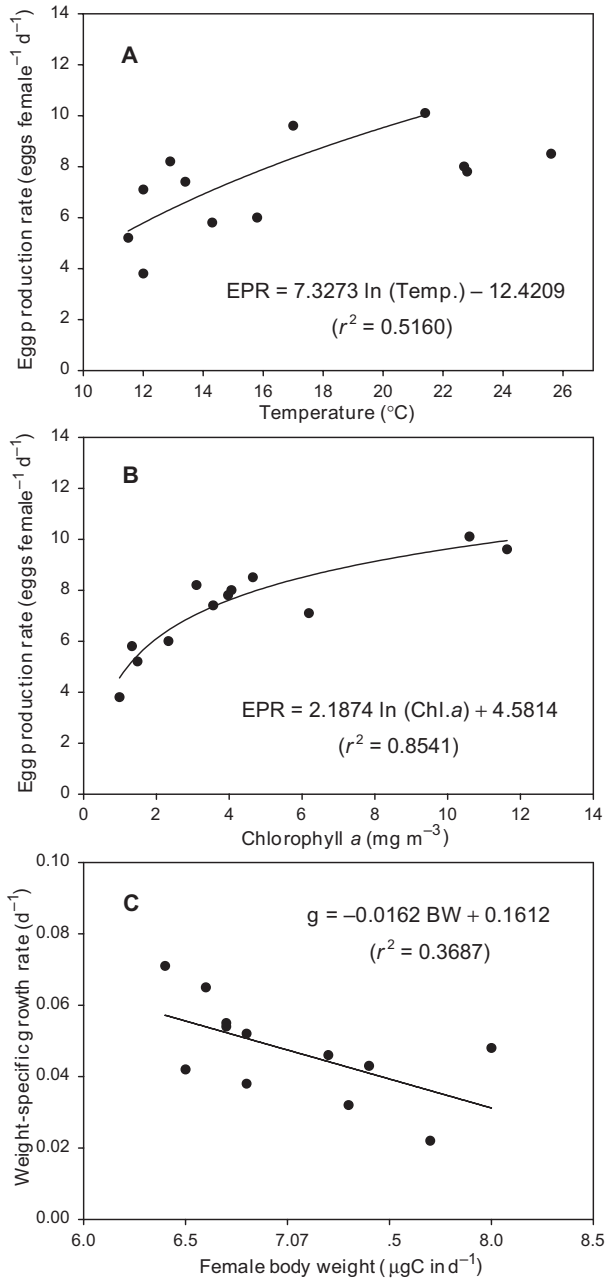 A
Egg production rate (eggs female⁻¹ d⁻¹)
14
12
10
8
6
4
2
0
EPR = 7.3273 ln (Temp.) – 12.4209
(r² = 0.5160)
10 12 14 16 18 20 22 24 26
Temperature (°C)
B
Egg production rate (eggs female⁻¹ d⁻¹)
14
12
10
8
6
4
2
0
EPR = 2.1874 ln (Chl.a) + 4.5814
(r² = 0.8541)
0 2 4 6 8 10 12 14
Chlorophyll a (mg m⁻³)
C
Weight-specific growth rate (d⁻¹)
0.10
0.08
0.06
0.04
0.02
0.00
g = –0.0162 BW + 0.1612
(r² = 0.3687)
6.0 6.5 7.07 .5 8.0 8.5
Female body weight (µgC ind⁻¹)